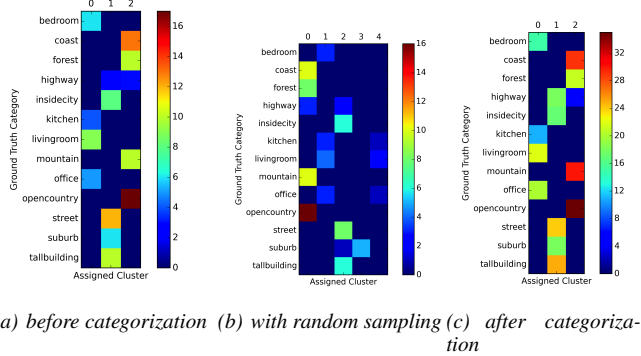 0 1 2
bedroom
coast
forest
highway
insidecity
kitchen
livingroom
mountain
office
opencountry
street
suburb
tallbuilding
Ground Truth Category
Assigned Cluster
16
14
12
10
8
6
4
2
0
0 1 2 3 4
bedroom
coast
forest
highway
insidecity
kitchen
livingroom
mountain
office
opencountry
street
suburb
tallbuilding
Ground Truth Category
Assigned Cluster
16
14
12
10
8
6
4
2
0
0 1 2
bedroom
coast
forest
highway
insidecity
kitchen
livingroom
mountain
office
opencountry
street
suburb
tallbuilding
Ground Truth Category
Assigned Cluster
32
28
24
20
16
12
8
4
0
a) before categorization
(b) with random sampling
(c) after categoriza-
tion